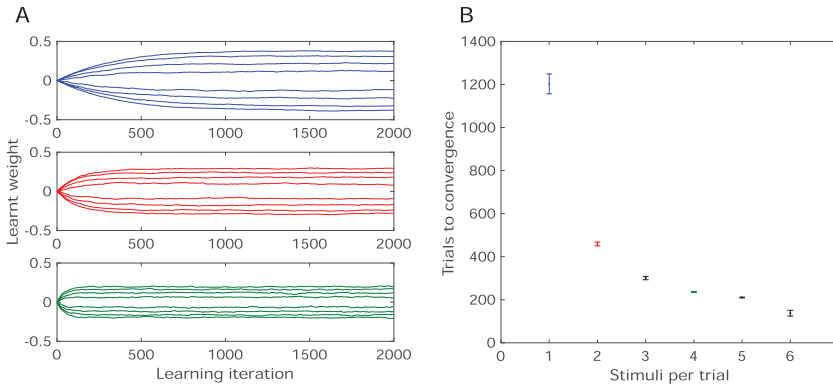 A
0.5
0
-0.5
0 500 1000 1500 2000
0.5
0
-0.5
0 500 1000 1500 2000
0.5
0
-0.5
0 500 1000 1500 2000
Learnt weight
Learning iteration
B
1400
1200
1000
800
600
400
200
0
0 1 2 3 4 5 6
Trials to convergence
Stimuli per trial